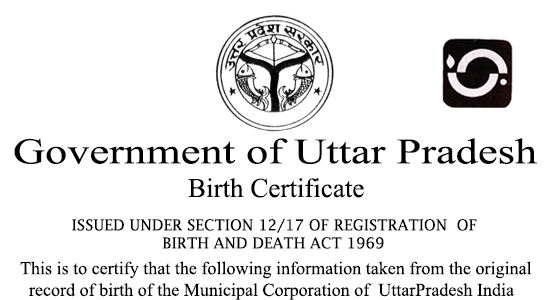 उत्तर प्रदेश सरकार
Government of Uttar Pradesh
Birth Certificate
ISSUED UNDER SECTION 12/17 OF REGISTRATION OF
BIRTH AND DEATH ACT 1969
This is to certify that the following information taken from the original
record of birth of the Municipal Corporation of UttarPradesh India